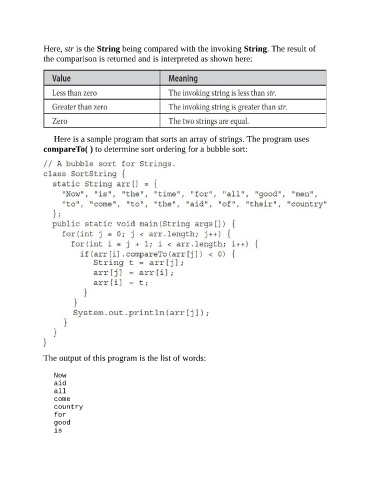 Here, str is the String being compared with the invoking String. The result of
the comparison is returned and is interpreted as shown here:
Value Meaning
Less than zero The invoking string is less than str.
Greater than zero The invoking string is greater than str.
Zero The two strings are equal.
Here is a sample program that sorts an array of strings. The program uses
compareTo( ) to determine sort ordering for a bubble sort:
// A bubble sort for Strings.
class SortString {
static String arr[] = {
"Now", "is", "the", "time", "for", "all", "good", "men",
"to", "come", "to", "the", "aid", "of", "their", "country"
};
public static void main(String args[]) {
for(int j = 0; j < arr.length; j++) {
for(int i = j + 1; i < arr.length; i++) {
if(arr[i].compareTo(arr[j]) < 0) {
String t = arr[j];
arr[j] = arr[i];
arr[i] = t;
}
}
System.out.println(arr[j]);
}
}
}
The output of this program is the list of words:
Now
aid
all
come
country
for
good
is